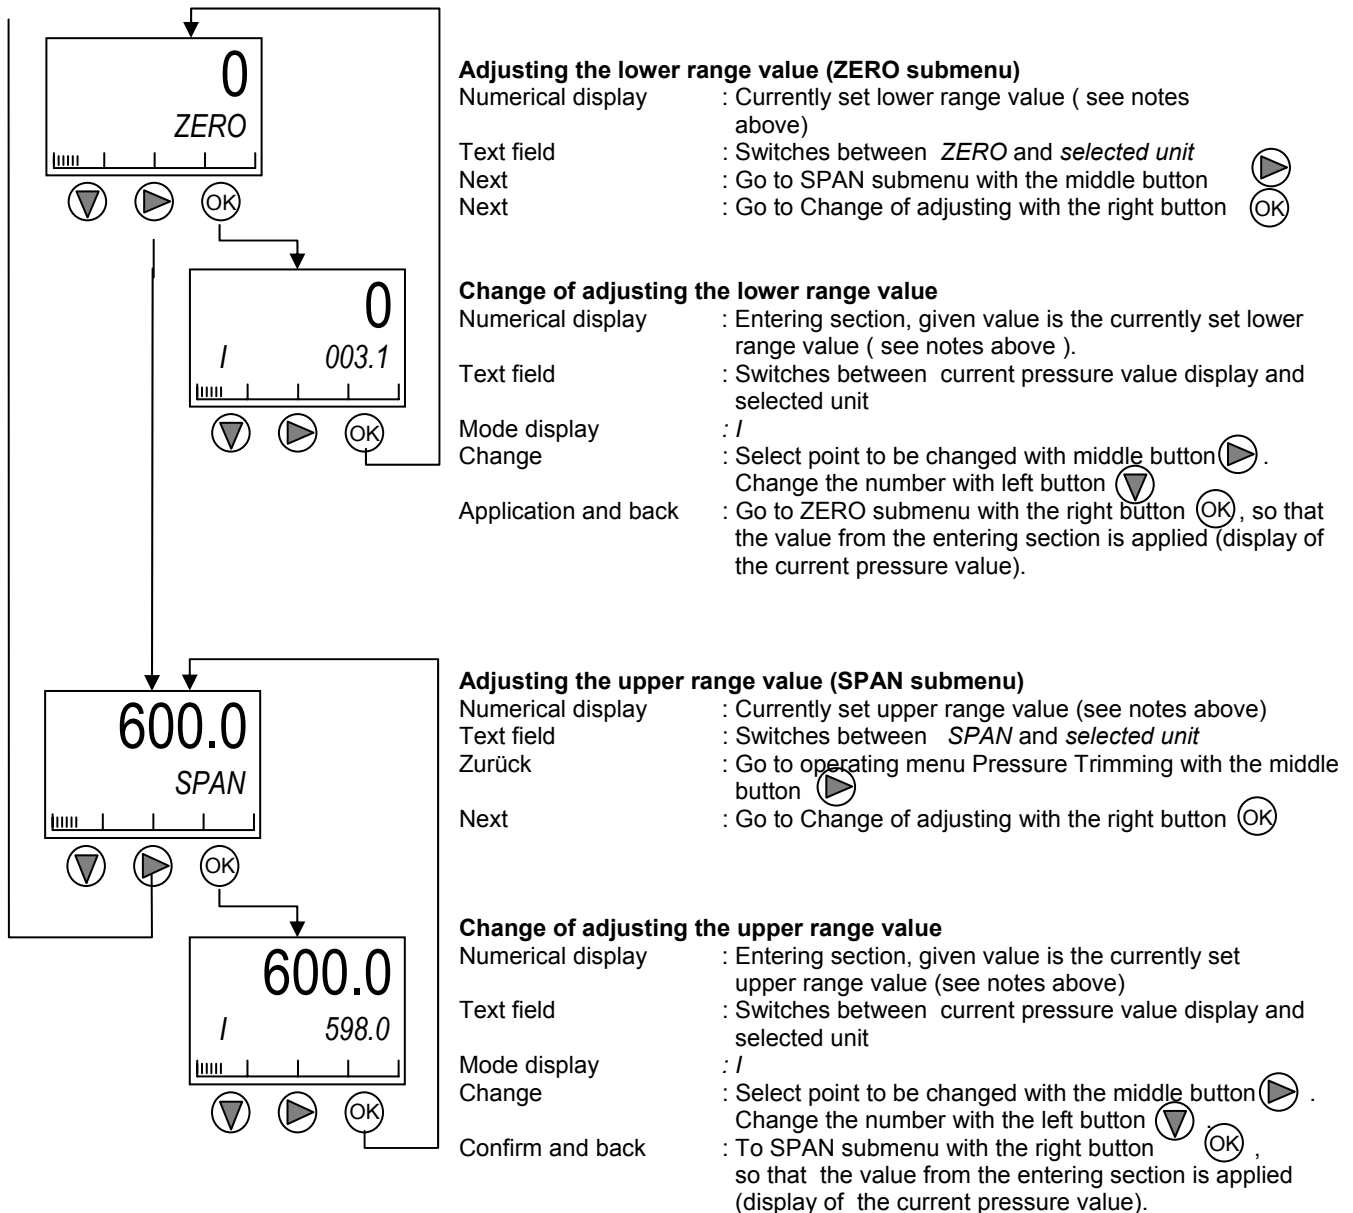 0
ZERO
OK
Adjusting the lower range value (ZERO submenu)
Numerical display : Currently set lower range value ( see notes
above)
Text field : Switches between ZERO and selected unit
Next : Go to SPAN submenu with the middle button
Next : Go to Change of adjusting with the right button OK
0
I 003.1
OK
Change of adjusting the lower range value
Numerical display : Entering section, given value is the currently set lower
range value ( see notes above ).
Text field : Switches between current pressure value display and
selected unit
Mode display : I
Change : Select point to be changed with middle button .
Change the number with left button
Application and back : Go to ZERO submenu with the right button OK , so that
the value from the entering section is applied (display of
the current pressure value).
600.0
SPAN
OK
Adjusting the upper range value (SPAN submenu)
Numerical display : Currently set upper range value (see notes above)
Text field : Switches between SPAN and selected unit
Zurück : Go to operating menu Pressure Trimming with the middle
button
Next : Go to Change of adjusting with the right button OK
600.0
I 598.0
OK
Change of adjusting the upper range value
Numerical display : Entering section, given value is the currently set
upper range value (see notes above)
Text field : Switches between current pressure value display and
selected unit
Mode display : I
Change : Select point to be changed with the middle button .
Change the number with the left button .
Confirm and back : To SPAN submenu with the right button OK ,
so that the value from the entering section is applied
(display of the current pressure value).